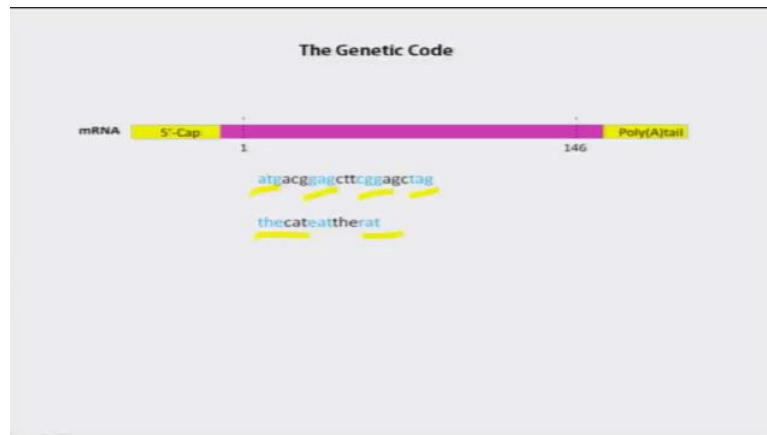 The Genetic Code
mRNA 5'-Cap Poly(A)tail
1 146
atgacggagcttcggagctag
thecateattherat